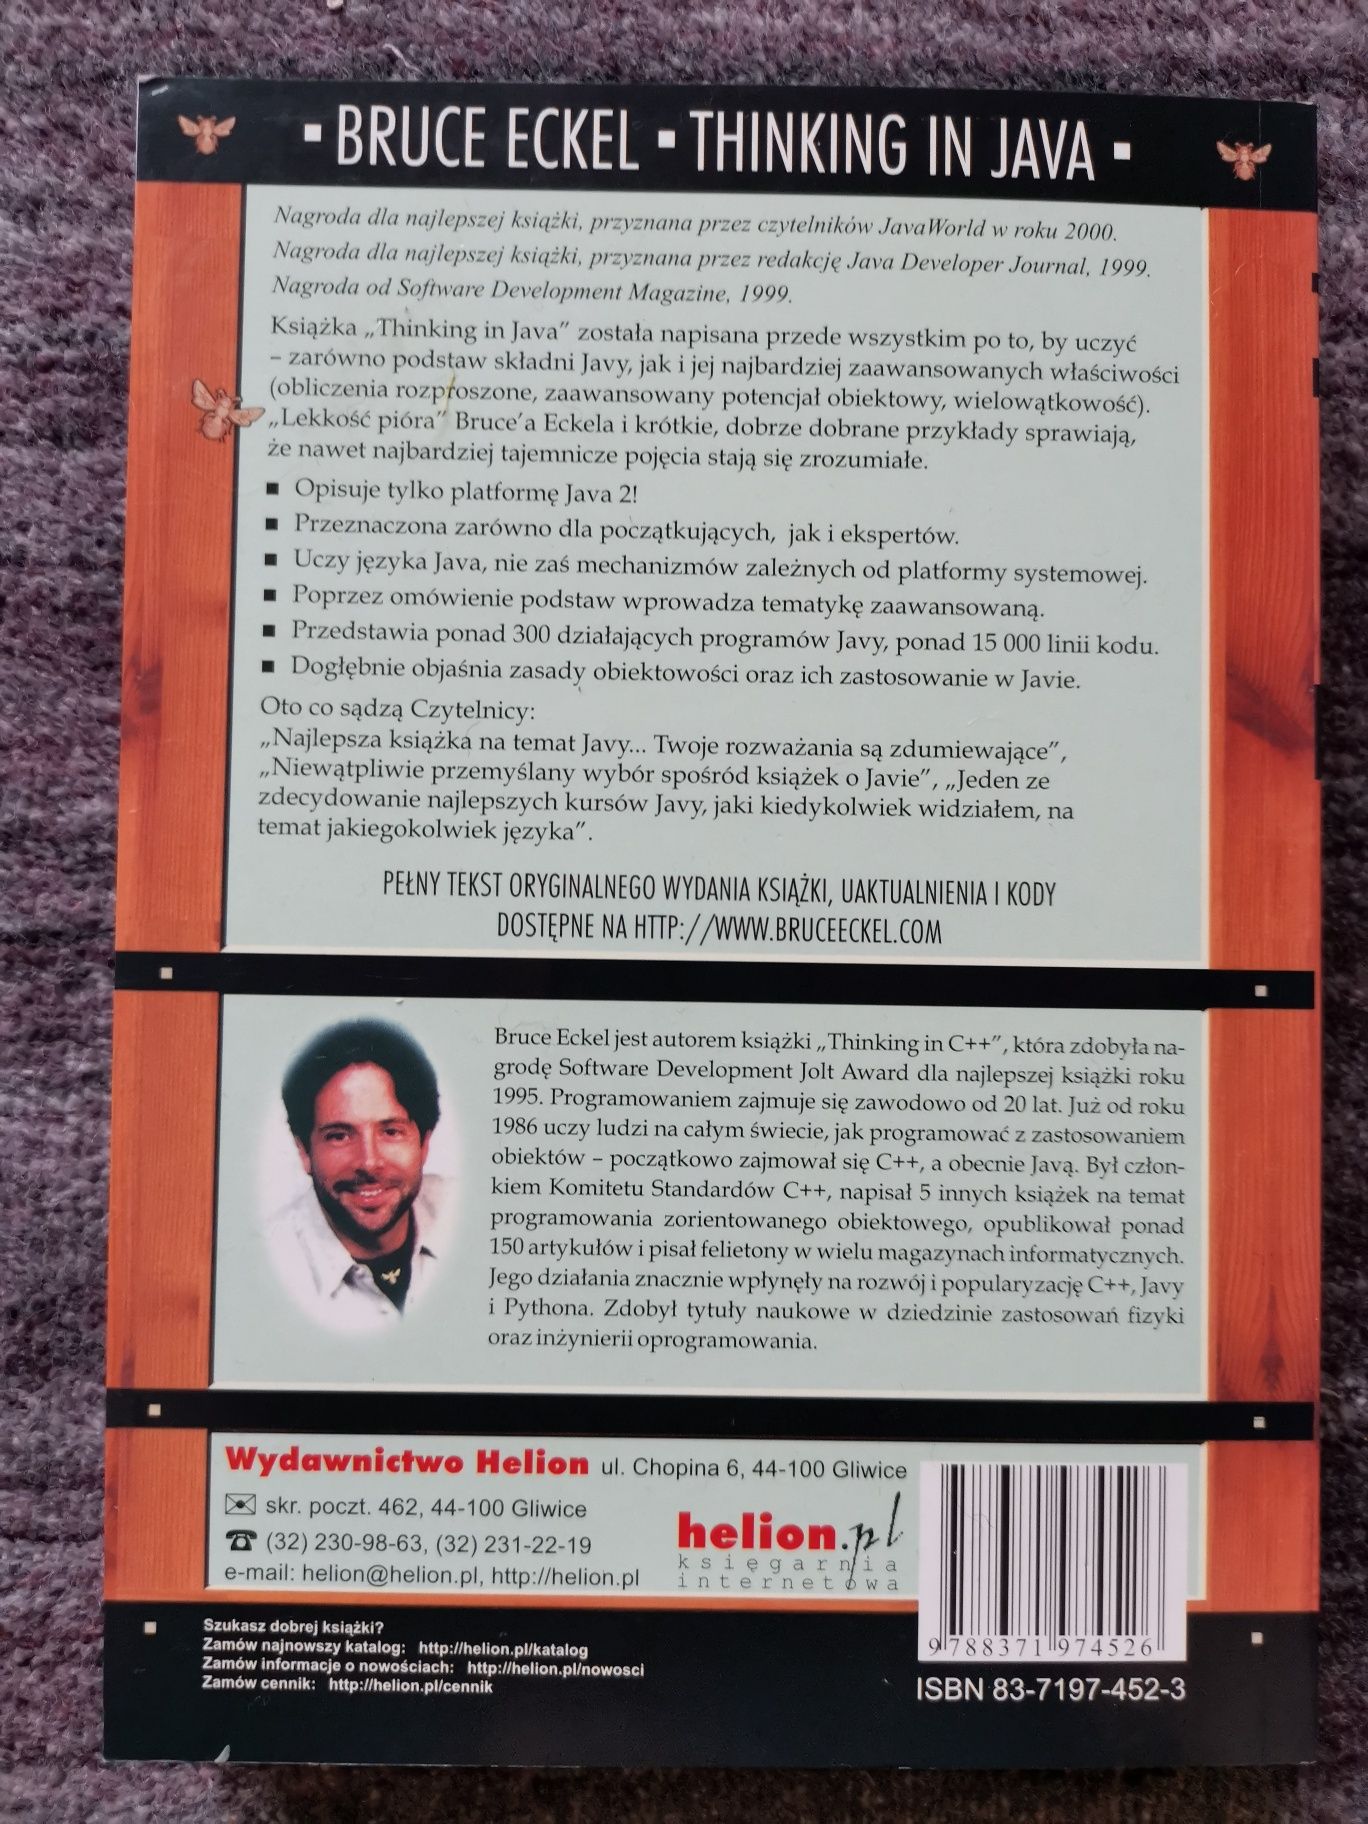 ▪ BRUCE ECKEL ▪ THINKING IN JAVA ▪
Nagroda dla najlepszej książki, przyznana przez czytelników JavaWorld w roku 2000.
Nagroda dla najlepszej książki, przyznana przez redakcję Java Developer Journal, 1999.
Nagroda od Software Development Magazine, 1999.
Książka „Thinking in Java” została napisana przede wszystkim po to, by uczyć
– zarówno podstaw składni Javy, jak i jej najbardziej zaawansowanych właściwości
(obliczenia rozproszone, zaawansowany potencjał obiektowy, wielowątkowość).
„Lekkość pióra” Bruce'a Eckela i krótkie, dobrze dobrane przykłady sprawiają,
że nawet najbardziej tajemnicze pojęcia stają się zrozumiałe.
▪ Opisuje tylko platformę Java 2!
▪ Przeznaczona zarówno dla początkujących, jak i ekspertów.
▪ Uczy języka Java, nie zaś mechanizmów zależnych od platformy systemowej.
▪ Poprzez omówienie podstaw wprowadza tematykę zaawansowaną.
▪ Przedstawia ponad 300 działających programów Javy, ponad 15 000 linii kodu.
▪ Dogłębnie objaśnia zasady obiektowości oraz ich zastosowanie w Javie.
Oto co sądzą Czytelnicy:
„Najlepsza książka na temat Javy... Twoje rozważania są zdumiewające”,
„Niewątpliwie przemyślany wybór spośród książek o Javie”, „Jeden ze
zdecydowanie najlepszych kursów Javy, jaki kiedykolwiek widziałem, na
temat jakiegokolwiek języka”.
PEŁNY TEKST ORYGINALNEGO WYDANIA KSIĄŻKI, UAKTUALNIENIA I KODY
DOSTĘPNE NA HTTP://WWW.BRUCEECKEL.COM
Bruce Eckel jest autorem książki „Thinking in C++”, która zdobyła na-
grodę Software Development Jolt Award dla najlepszej książki roku
1995. Programowaniem zajmuje się zawodowo od 20 lat. Już od roku
1986 uczy ludzi na całym świecie, jak programować z zastosowaniem
obiektów – początkowo zajmował się C++, a obecnie Javą. Był człon-
kiem Komitetu Standardów C++, napisał 5 innych książek na temat
programowania zorientowanego obiektowego, opublikował ponad
150 artykułów i pisał felietony w wielu magazynach informatycznych.
Jego działania znacznie wpłynęły na rozwój i popularyzację C++, Javy
i Pythona. Zdobył tytuły naukowe w dziedzinie zastosowań fizyki
oraz inżynierii oprogramowania.
Wydawnictwo Helion ul. Chopina 6, 44-100 Gliwice
skr. poczt. 462, 44-100 Gliwice
(32) 230-98-63, (32) 231-22-19
e-mail: helion@helion.pl, http://helion.pl
helion.pl
księgarnia
internetowa
Szukasz dobrej książki?
Zamów najnowszy katalog: http://helion.pl/katalog
Zamów informacje o nowościach: http://helion.pl/nowosci
Zamów cennik: http://helion.pl/cennik
9 788371 974526
ISBN 83-7197-452-3